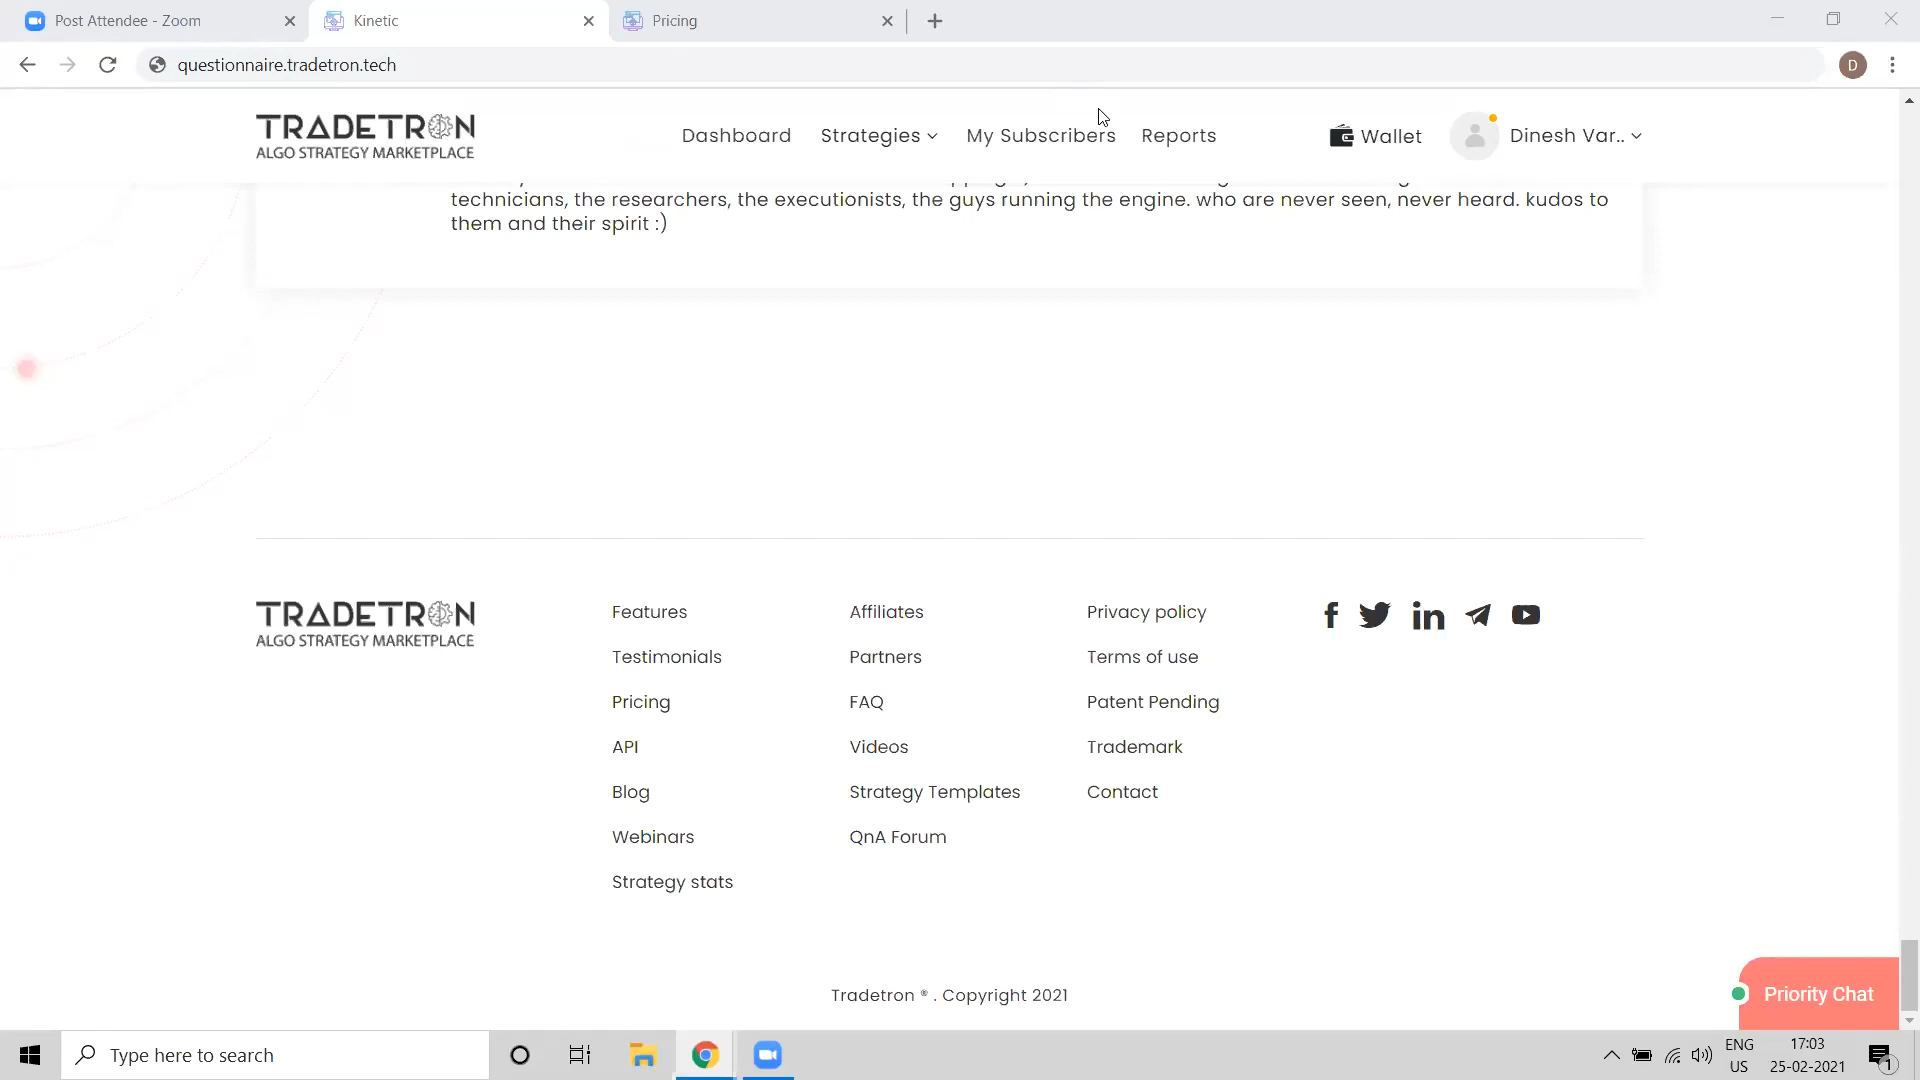 Post Attendee - Zoom
Kinetic
Pricing
questionnaire.tradetron.tech
D
TRADETRON
ALGO STRATEGY MARKETPLACE
Dashboard
Strategies
My Subscribers
Reports
Wallet
Dinesh Var..
technicians, the researchers, the executionists, the guys running the engine. who are never seen, never heard. kudos to
them and their spirit :)
TRADETRON
ALGO STRATEGY MARKETPLACE
Features
Testimonials
Pricing
API
Blog
Webinars
Strategy stats
Affiliates
Partners
FAQ
Videos
Strategy Templates
QnA Forum
Privacy policy
Terms of use
Patent Pending
Trademark
Contact
Tradetron ® . Copyright 2021
Priority Chat
Type here to search
ENG
US
17:03
25-02-2021
1